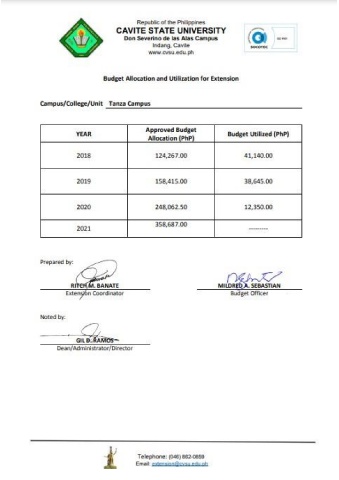 Republic of the Philippines
CAVITE STATE UNIVERSITY
Don Severino de las Alas Campus
Indang, Cavite
www.cvsu.edu.ph
Budget Allocation and Utilization for Extension
Campus/College/Unit Tanza Campus
YEAR Approved Budget Allocation (PhP) Budget Utilized (PhP)
2018 124,267.00 41,140.00
2019 158,415.00 38,645.00
2020 248,062.50 12,350.00
2021 358,687.00 ---------
Prepared by:
RITCH M. BANATE MILDRED A. SEBASTIAN
Extension Coordinator Budget Officer
Noted by:
GIL D. RAMOS
Dean/Administrator/Director
Telephone: (046) 862-0859
Email: extension@cvsu.edu.ph